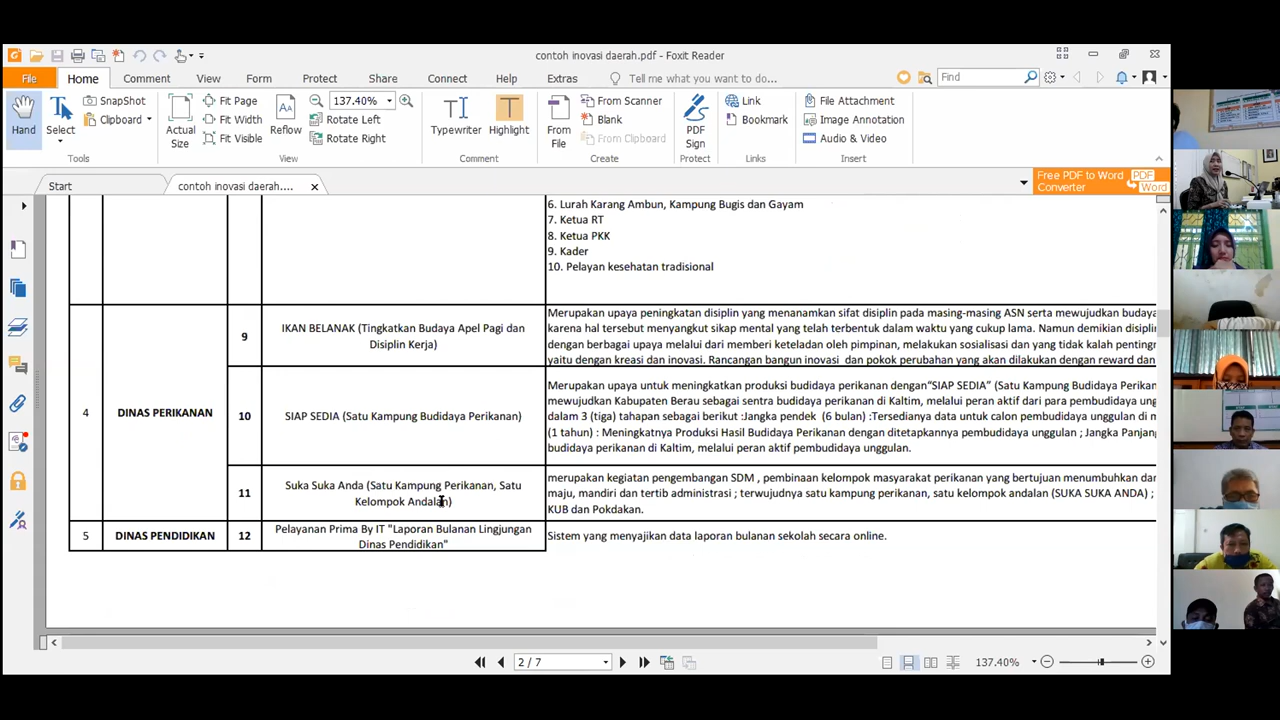 contoh inovasi daerah.pdf - Foxit Reader
File Home Comment View Form Protect Share Connect Help Extras Tell me what you want to do... Find
Hand
Select
SnapShot
Clipboard
Tools
Actual Size
Fit Page
Fit Width
Fit Visible
Reflow
137.40%
Rotate Left
Rotate Right
View
Typewriter
Highlight
Comment
From File
From Scanner
Blank
From Clipboard
Create
PDF Sign
Protect
Link
Bookmark
Links
File Attachment
Image Annotation
Audio & Video
Insert
Start
contoh inovasi daerah....
Free PDF to Word Converter
PDF
Word
6. Lurah Karang Ambun, Kampung Bugis dan Gayam
7. Ketua RT
8. Ketua PKK
9. Kader
10. Pelayan kesehatan tradisional
4
DINAS PERIKANAN
9
IKAN BELANAK (Tingkatkan Budaya Apel Pagi dan
Disiplin Kerja)
Merupakan upaya peningkatan disiplin yang menanamkan sifat disiplin pada masing-masing ASN serta mewujudkan budaya
karena hal tersebut menyangkut sikap mental yang telah terbentuk dalam waktu yang cukup lama. Namun demikian disiplin
dengan berbagai upaya melalui dari memberi keteladan oleh pimpinan, melakukan sosialisasi dan yang tidak kalah penting
yaitu dengan kreasi dan inovasi. Rancangan bangun inovasi dan pokok perubahan yang akan dilakukan dengan reward dan
10
SIAP SEDIA (Satu Kampung Budidaya Perikanan)
Merupakan upaya untuk meningkatkan produksi budidaya perikanan dengan“SIAP SEDIA” (Satu Kampung Budidaya Perikan
mewujudkan Kabupaten Berau sebagai sentra budidaya perikanan di Kaltim, melalui peran aktif dari para pembudidaya ung
dalam 3 (tiga) tahapan sebagai berikut :Jangka pendek (6 bulan) :Tersedianya data untuk calon pembudidaya unggulan di m
(1 tahun) : Meningkatnya Produksi Hasil Budidaya Perikanan dengan ditetapkannya pembudidaya unggulan ; Jangka Panjang
perikanan di Kaltim, melalui peran aktif pembudidaya unggulan.
11
Suka Suka Anda (Satu Kampung Perikanan, Satu
Kelompok Andalan)
merupakan kegiatan pengembangan SDM , pembinaan kelompok masyarakat perikanan yang bertujuan menumbuhkan dan
maju, mandiri dan tertib administrasi ; terwujudnya satu kampung perikanan, satu kelompok andalan (SUKA SUKA ANDA) ;
KUB dan Pokdakan.
5
DINAS PENDIDIKAN
12
Pelayanan Prima By IT "Laporan Bulanan Lingjungan
Dinas Pendidikan"
Sistem yang menyajikan data laporan bulanan sekolah secara online.
2 / 7
137.40%